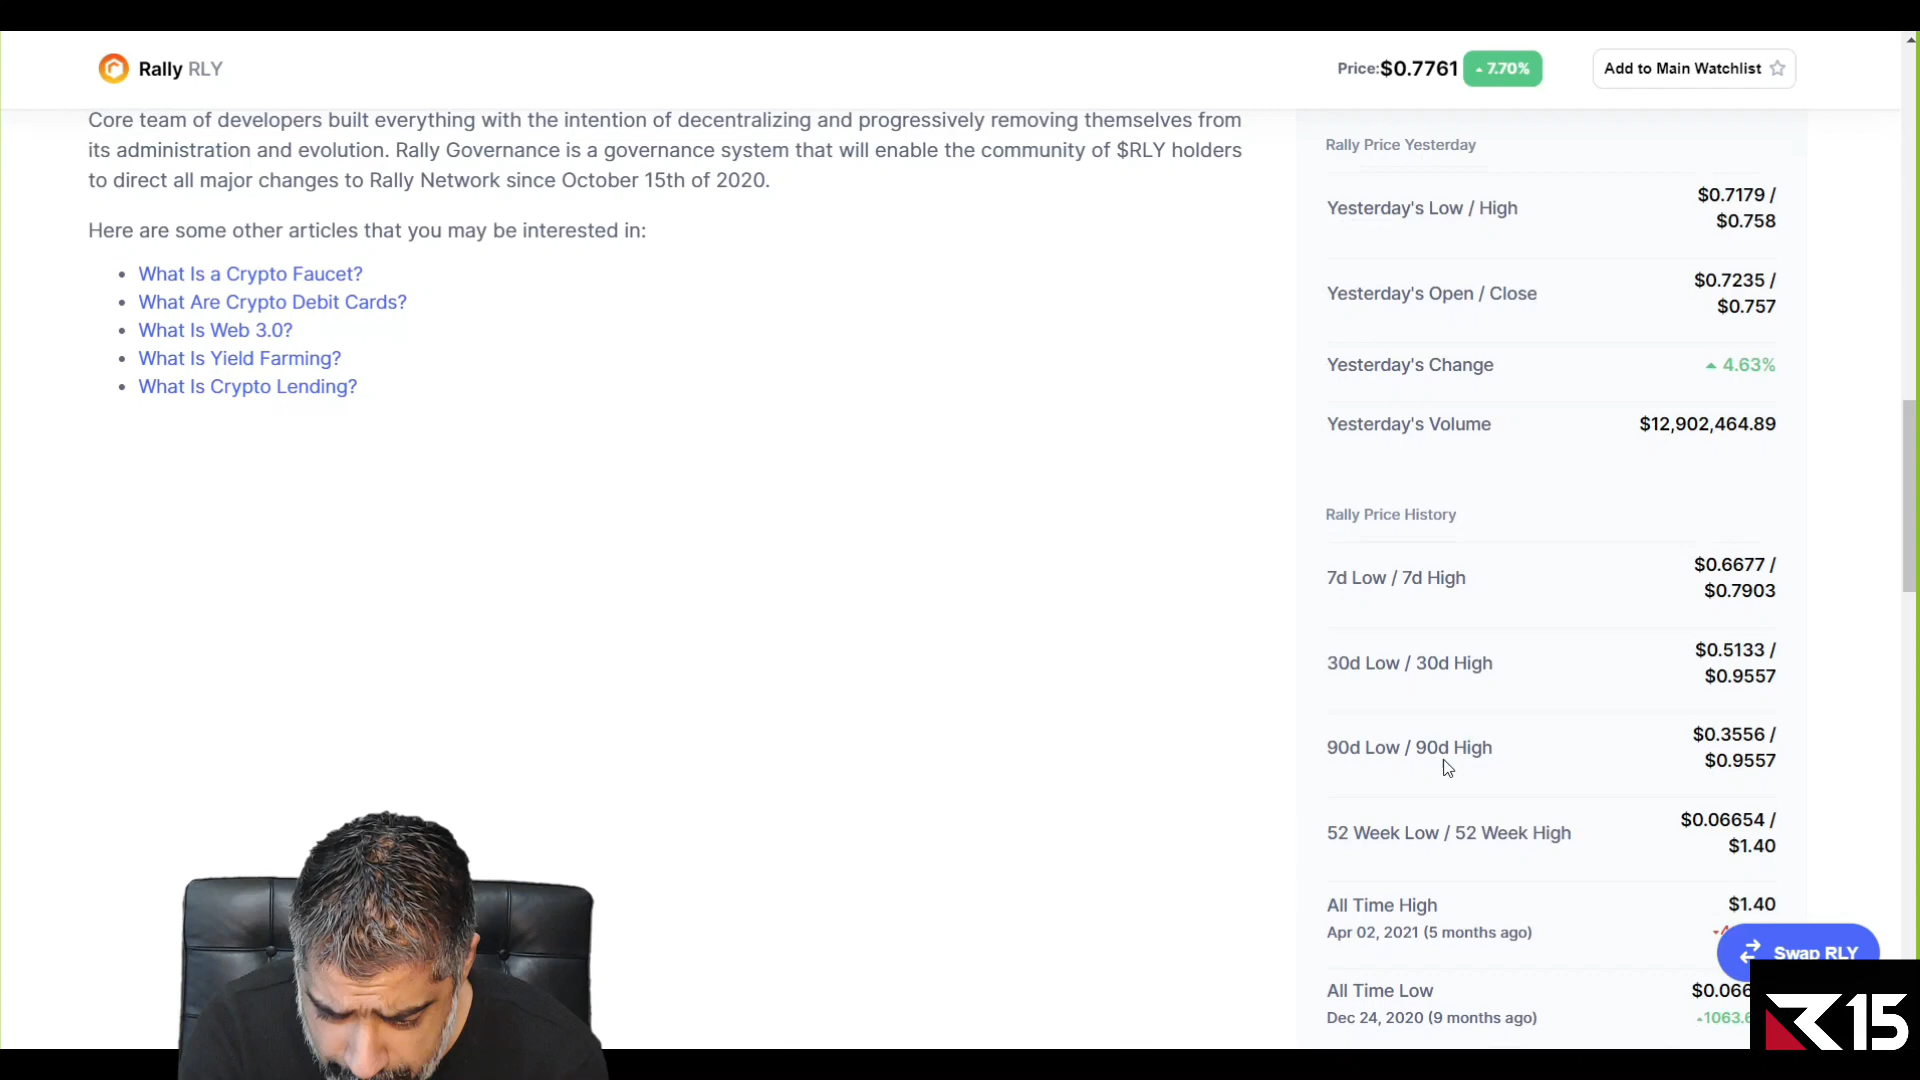 Rally RLY
Price:$0.7761 7.70%
Add to Main Watchlist
Core team of developers built everything with the intention of decentralizing and progressively removing themselves from
its administration and evolution. Rally Governance is a governance system that will enable the community of $RLY holders
to direct all major changes to Rally Network since October 15th of 2020.
Here are some other articles that you may be interested in:
• What Is a Crypto Faucet?
• What Are Crypto Debit Cards?
• What Is Web 3.0?
• What Is Yield Farming?
• What Is Crypto Lending?
Rally Price Yesterday
Yesterday's Low / High
$0.7179 /
$0.758
Yesterday's Open / Close
$0.7235 /
$0.757
Yesterday's Change
4.63%
Yesterday's Volume
$12,902,464.89
Rally Price History
7d Low / 7d High
$0.6677 /
$0.7903
30d Low / 30d High
$0.5133 /
$0.9557
90d Low / 90d High
$0.3556 /
$0.9557
52 Week Low / 52 Week High
$0.06654 /
$1.40
All Time High
$1.40
Apr 02, 2021 (5 months ago)
Swap RLY
All Time Low
Dec 24, 2020 (9 months ago)
R15